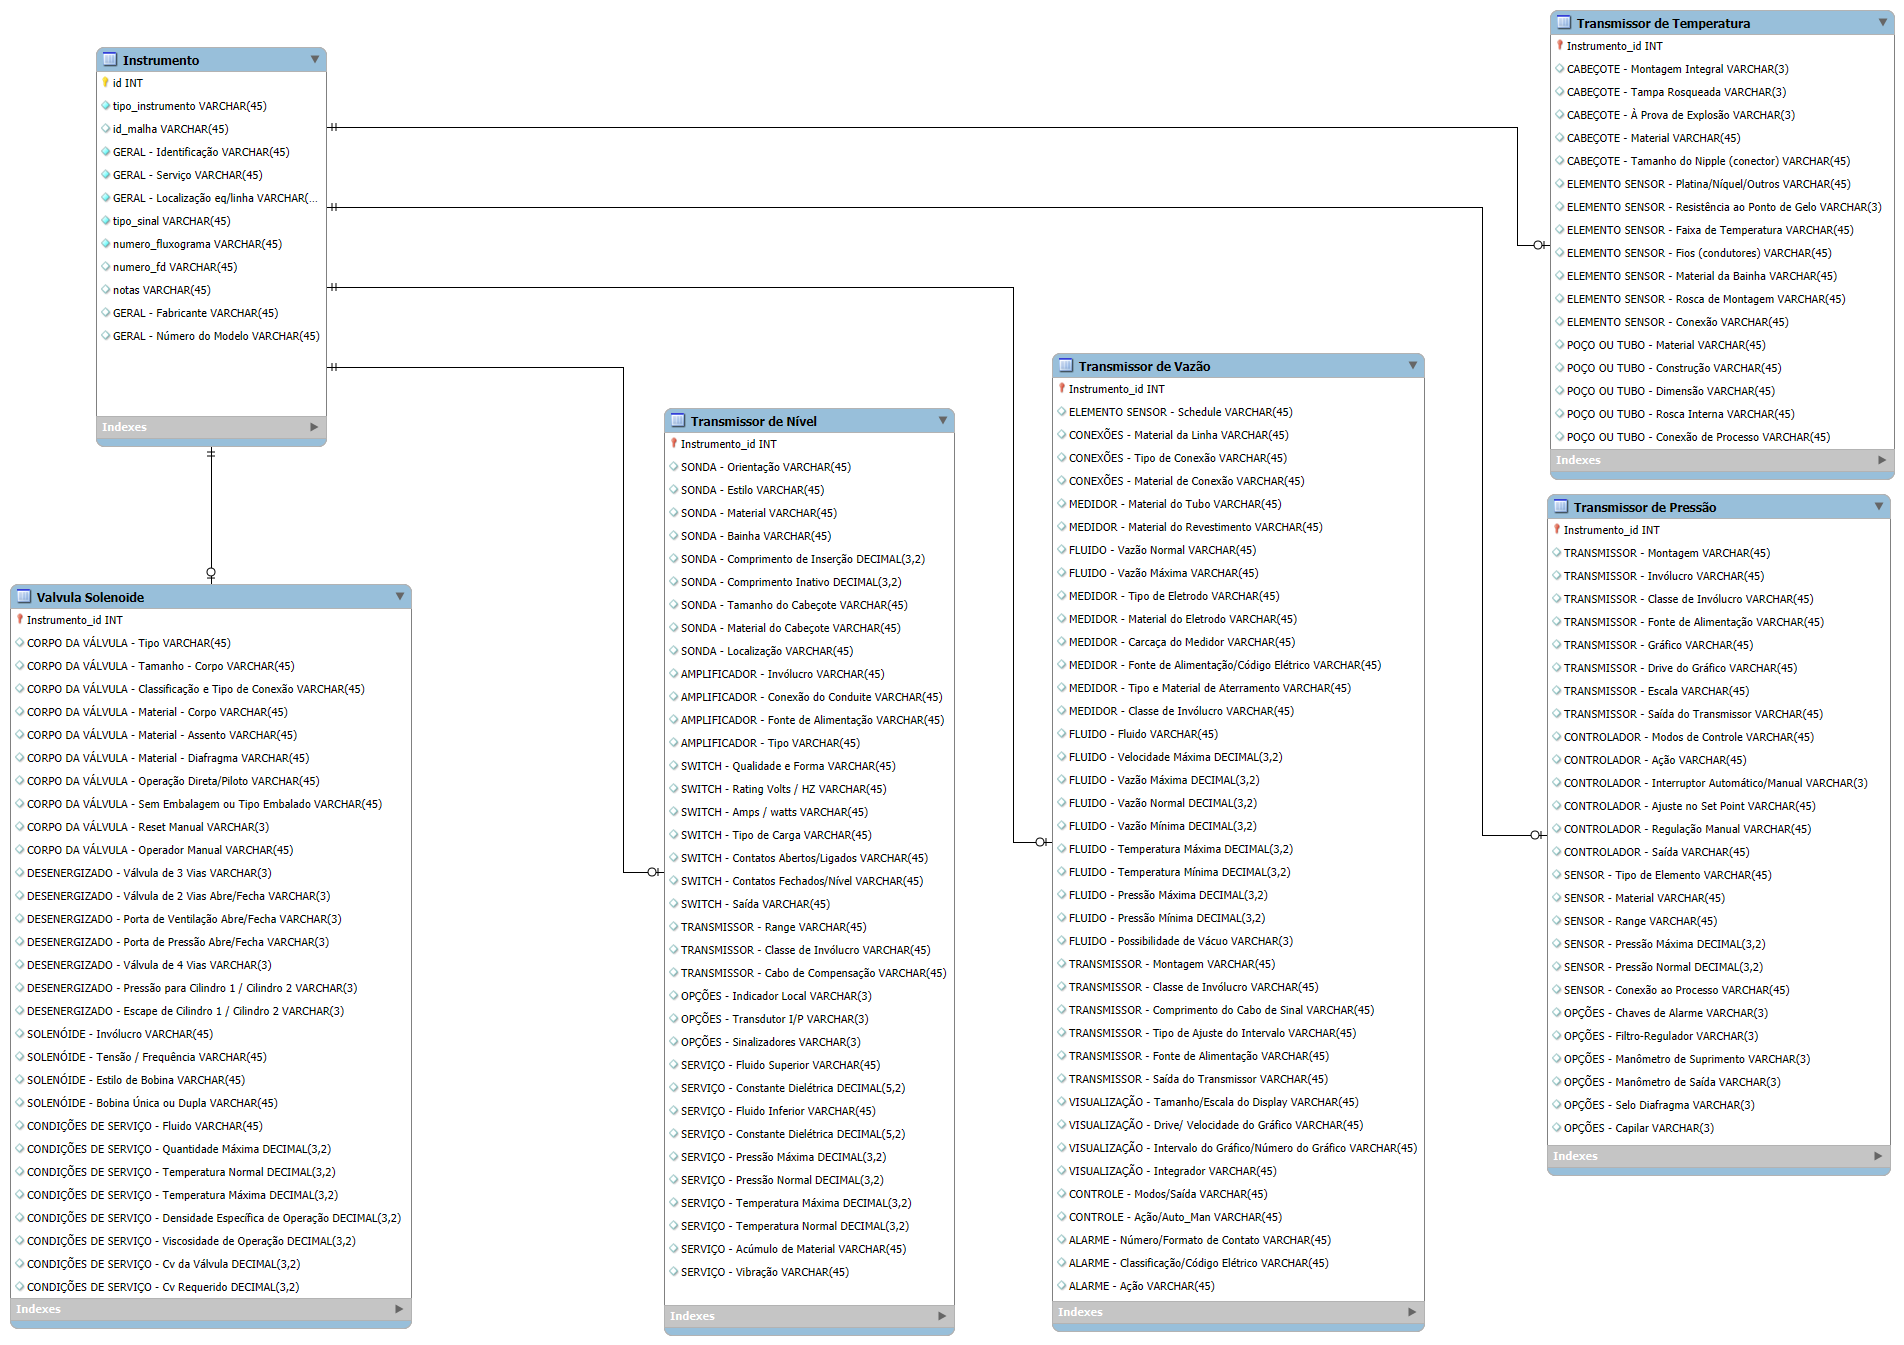 Instrumento
id INT
tipo_instrumento VARCHAR(45)
id_malha VARCHAR(45)
GERAL - Identificação VARCHAR(45)
GERAL - Serviço VARCHAR(45)
GERAL - Localização eq/linha VARCHAR(...
tipo_sinal VARCHAR(45)
numero_fluxograma VARCHAR(45)
numero_fd VARCHAR(45)
notas VARCHAR(45)
GERAL - Fabricante VARCHAR(45)
GERAL - Número do Modelo VARCHAR(45)
Indexes
Valvula Solenoide
Instrumento_id INT
CORPO DA VÁLVULA - Tipo VARCHAR(45)
CORPO DA VÁLVULA - Tamanho - Corpo VARCHAR(45)
CORPO DA VÁLVULA - Classificação e Tipo de Conexão VARCHAR(45)
CORPO DA VÁLVULA - Material - Corpo VARCHAR(45)
CORPO DA VÁLVULA - Material - Assento VARCHAR(45)
CORPO DA VÁLVULA - Material - Diafragma VARCHAR(45)
CORPO DA VÁLVULA - Operação Direta/Piloto VARCHAR(45)
CORPO DA VÁLVULA - Sem Embalagem ou Tipo Embalado VARCHAR(45)
CORPO DA VÁLVULA - Reset Manual VARCHAR(3)
CORPO DA VÁLVULA - Operador Manual VARCHAR(45)
DESENERGIZADO - Válvula de 3 Vias VARCHAR(3)
DESENERGIZADO - Válvula de 2 Vias Abre/Fecha VARCHAR(3)
DESENERGIZADO - Porta de Ventilação Abre/Fecha VARCHAR(3)
DESENERGIZADO - Porta de Pressão Abre/Fecha VARCHAR(3)
DESENERGIZADO - Válvula de 4 Vias VARCHAR(3)
DESENERGIZADO - Pressão para Cilindro 1 / Cilindro 2 VARCHAR(3)
DESENERGIZADO - Escape de Cilindro 1 / Cilindro 2 VARCHAR(3)
SOLENÓIDE - Invólucro VARCHAR(45)
SOLENÓIDE - Tensão / Frequência VARCHAR(45)
SOLENÓIDE - Estilo de Bobina VARCHAR(45)
SOLENÓIDE - Bobina Única ou Dupla VARCHAR(45)
CONDIÇÕES DE SERVIÇO - Fluido VARCHAR(45)
CONDIÇÕES DE SERVIÇO - Quantidade Máxima DECIMAL(3,2)
CONDIÇÕES DE SERVIÇO - Temperatura Normal DECIMAL(3,2)
CONDIÇÕES DE SERVIÇO - Temperatura Máxima DECIMAL(3,2)
CONDIÇÕES DE SERVIÇO - Densidade Específica de Operação DECIMAL(3,2)
CONDIÇÕES DE SERVIÇO - Viscosidade de Operação DECIMAL(3,2)
CONDIÇÕES DE SERVIÇO - Cv da Válvula DECIMAL(3,2)
CONDIÇÕES DE SERVIÇO - Cv Requerido DECIMAL(3,2)
Indexes
Transmissor de Nível
Instrumento_id INT
SONDA - Orientação VARCHAR(45)
SONDA - Estilo VARCHAR(45)
SONDA - Material VARCHAR(45)
SONDA - Bainha VARCHAR(45)
SONDA - Comprimento de Inserção DECIMAL(3,2)
SONDA - Comprimento Inativo DECIMAL(3,2)
SONDA - Tamanho do Cabeçote VARCHAR(45)
SONDA - Material do Cabeçote VARCHAR(45)
SONDA - Localização VARCHAR(45)
AMPLIFICADOR - Invólucro VARCHAR(45)
AMPLIFICADOR - Conexão do Conduite VARCHAR(45)
AMPLIFICADOR - Fonte de Alimentação VARCHAR(45)
AMPLIFICADOR - Tipo VARCHAR(45)
SWITCH - Qualidade e Forma VARCHAR(45)
SWITCH - Rating Volts / HZ VARCHAR(45)
SWITCH - Amps / watts VARCHAR(45)
SWITCH - Tipo de Carga VARCHAR(45)
SWITCH - Contatos Abertos/Ligados VARCHAR(45)
SWITCH - Contatos Fechados/Nível VARCHAR(45)
SWITCH - Saída VARCHAR(45)
TRANSMISSOR - Range VARCHAR(45)
TRANSMISSOR - Classe de Invólucro VARCHAR(45)
TRANSMISSOR - Cabo de Compensação VARCHAR(45)
OPÇÕES - Indicador Local VARCHAR(3)
OPÇÕES - Transdutor I/P VARCHAR(3)
OPÇÕES - Sinalizadores VARCHAR(3)
SERVIÇO - Fluido Superior VARCHAR(45)
SERVIÇO - Constante Dielétrica DECIMAL(5,2)
SERVIÇO - Fluido Inferior VARCHAR(45)
SERVIÇO - Constante Dielétrica DECIMAL(5,2)
SERVIÇO - Pressão Máxima DECIMAL(3,2)
SERVIÇO - Pressão Normal DECIMAL(3,2)
SERVIÇO - Temperatura Máxima DECIMAL(3,2)
SERVIÇO - Temperatura Normal DECIMAL(3,2)
SERVIÇO - Acúmulo de Material VARCHAR(45)
SERVIÇO - Vibração VARCHAR(45)
Indexes
Transmissor de Vazão
Instrumento_id INT
ELEMENTO SENSOR - Schedule VARCHAR(45)
CONEXÕES - Material da Linha VARCHAR(45)
CONEXÕES - Tipo de Conexão VARCHAR(45)
CONEXÕES - Material de Conexão VARCHAR(45)
MEDIDOR - Material do Tubo VARCHAR(45)
MEDIDOR - Material do Revestimento VARCHAR(45)
FLUIDO - Vazão Normal VARCHAR(45)
FLUIDO - Vazão Máxima VARCHAR(45)
MEDIDOR - Tipo de Eletrodo VARCHAR(45)
MEDIDOR - Material do Eletrodo VARCHAR(45)
MEDIDOR - Carcaça do Medidor VARCHAR(45)
MEDIDOR - Fonte de Alimentação/Código Elétrico VARCHAR(45)
MEDIDOR - Tipo e Material de Aterramento VARCHAR(45)
MEDIDOR - Classe de Invólucro VARCHAR(45)
FLUIDO - Fluido VARCHAR(45)
FLUIDO - Velocidade Máxima DECIMAL(3,2)
FLUIDO - Vazão Máxima DECIMAL(3,2)
FLUIDO - Vazão Normal DECIMAL(3,2)
FLUIDO - Vazão Mínima DECIMAL(3,2)
FLUIDO - Temperatura Máxima DECIMAL(3,2)
FLUIDO - Temperatura Mínima DECIMAL(3,2)
FLUIDO - Pressão Máxima DECIMAL(3,2)
FLUIDO - Pressão Mínima DECIMAL(3,2)
FLUIDO - Possibilidade de Vácuo VARCHAR(3)
TRANSMISSOR - Montagem VARCHAR(45)
TRANSMISSOR - Classe de Invólucro VARCHAR(45)
TRANSMISSOR - Comprimento do Cabo de Sinal VARCHAR(45)
TRANSMISSOR - Tipo de Ajuste do Intervalo VARCHAR(45)
TRANSMISSOR - Fonte de Alimentação VARCHAR(45)
TRANSMISSOR - Saída do Transmissor VARCHAR(45)
VISUALIZAÇÃO - Tamanho/Escala do Display VARCHAR(45)
VISUALIZAÇÃO - Drive/ Velocidade do Gráfico VARCHAR(45)
VISUALIZAÇÃO - Intervalo do Gráfico/Número do Gráfico VARCHAR(45)
VISUALIZAÇÃO - Integrador VARCHAR(45)
CONTROLE - Modos/Saída VARCHAR(45)
CONTROLE - Ação/Auto_Man VARCHAR(45)
ALARME - Número/Formato de Contato VARCHAR(45)
ALARME - Classificação/Código Elétrico VARCHAR(45)
ALARME - Ação VARCHAR(45)
Indexes
Transmissor de Temperatura
Instrumento_id INT
CABEÇOTE - Montagem Integral VARCHAR(3)
CABEÇOTE - Tampa Rosqueada VARCHAR(3)
CABEÇOTE - À Prova de Explosão VARCHAR(3)
CABEÇOTE - Material VARCHAR(45)
CABEÇOTE - Tamanho do Nipple (conector) VARCHAR(45)
ELEMENTO SENSOR - Platina/Níquel/Outros VARCHAR(45)
ELEMENTO SENSOR - Resistência ao Ponto de Gelo VARCHAR(3)
ELEMENTO SENSOR - Faixa de Temperatura VARCHAR(45)
ELEMENTO SENSOR - Fios (condutores) VARCHAR(45)
ELEMENTO SENSOR - Material da Bainha VARCHAR(45)
ELEMENTO SENSOR - Rosca de Montagem VARCHAR(45)
ELEMENTO SENSOR - Conexão VARCHAR(45)
POÇO OU TUBO - Material VARCHAR(45)
POÇO OU TUBO - Construção VARCHAR(45)
POÇO OU TUBO - Dimensão VARCHAR(45)
POÇO OU TUBO - Rosca Interna VARCHAR(45)
POÇO OU TUBO - Conexão de Processo VARCHAR(45)
Indexes
Transmissor de Pressão
Instrumento_id INT
TRANSMISSOR - Montagem VARCHAR(45)
TRANSMISSOR - Invólucro VARCHAR(45)
TRANSMISSOR - Classe de Invólucro VARCHAR(45)
TRANSMISSOR - Fonte de Alimentação VARCHAR(45)
TRANSMISSOR - Gráfico VARCHAR(45)
TRANSMISSOR - Drive do Gráfico VARCHAR(45)
TRANSMISSOR - Escala VARCHAR(45)
TRANSMISSOR - Saída do Transmissor VARCHAR(45)
CONTROLADOR - Modos de Controle VARCHAR(45)
CONTROLADOR - Ação VARCHAR(45)
CONTROLADOR - Interruptor Automático/Manual VARCHAR(3)
CONTROLADOR - Ajuste no Set Point VARCHAR(45)
CONTROLADOR - Regulação Manual VARCHAR(45)
CONTROLADOR - Saída VARCHAR(45)
SENSOR - Tipo de Elemento VARCHAR(45)
SENSOR - Material VARCHAR(45)
SENSOR - Range VARCHAR(45)
SENSOR - Pressão Máxima DECIMAL(3,2)
SENSOR - Pressão Normal DECIMAL(3,2)
SENSOR - Conexão ao Processo VARCHAR(45)
OPÇÕES - Chaves de Alarme VARCHAR(3)
OPÇÕES - Filtro-Regulador VARCHAR(3)
OPÇÕES - Manômetro de Suprimento VARCHAR(3)
OPÇÕES - Manômetro de Saída VARCHAR(3)
OPÇÕES - Selo Diafragma VARCHAR(3)
OPÇÕES - Capilar VARCHAR(3)
Indexes